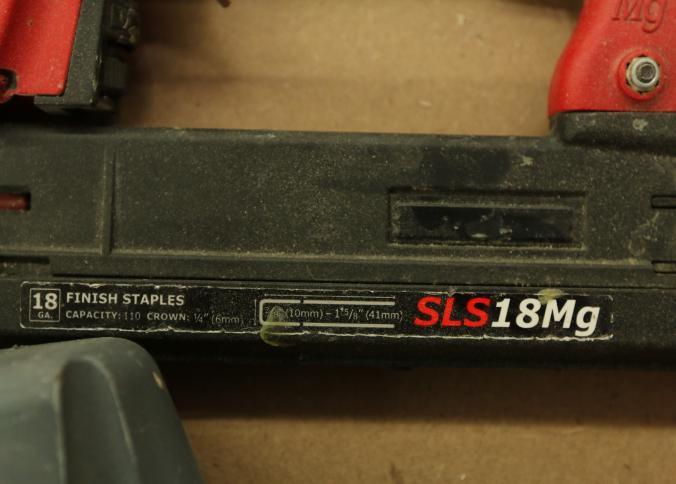 Mg
18 GA.
FINISH STAPLES
CAPACITY: 110 CROWN: ¼" (6mm)
(10mm) - 1⁵/₈" (41mm)
SLS18Mg